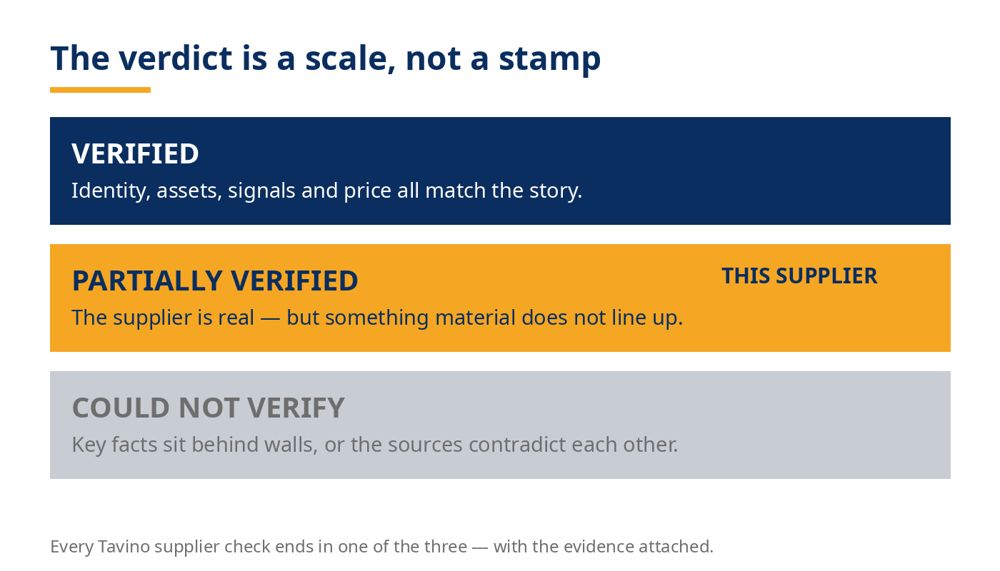 The verdict is a scale, not a stamp
VERIFIED
Identity, assets, signals and price all match the story.
PARTIALLY VERIFIED
THIS SUPPLIER
The supplier is real — but something material does not line up.
COULD NOT VERIFY
Key facts sit behind walls, or the sources contradict each other.
Every Tavino supplier check ends in one of the three — with the evidence attached.